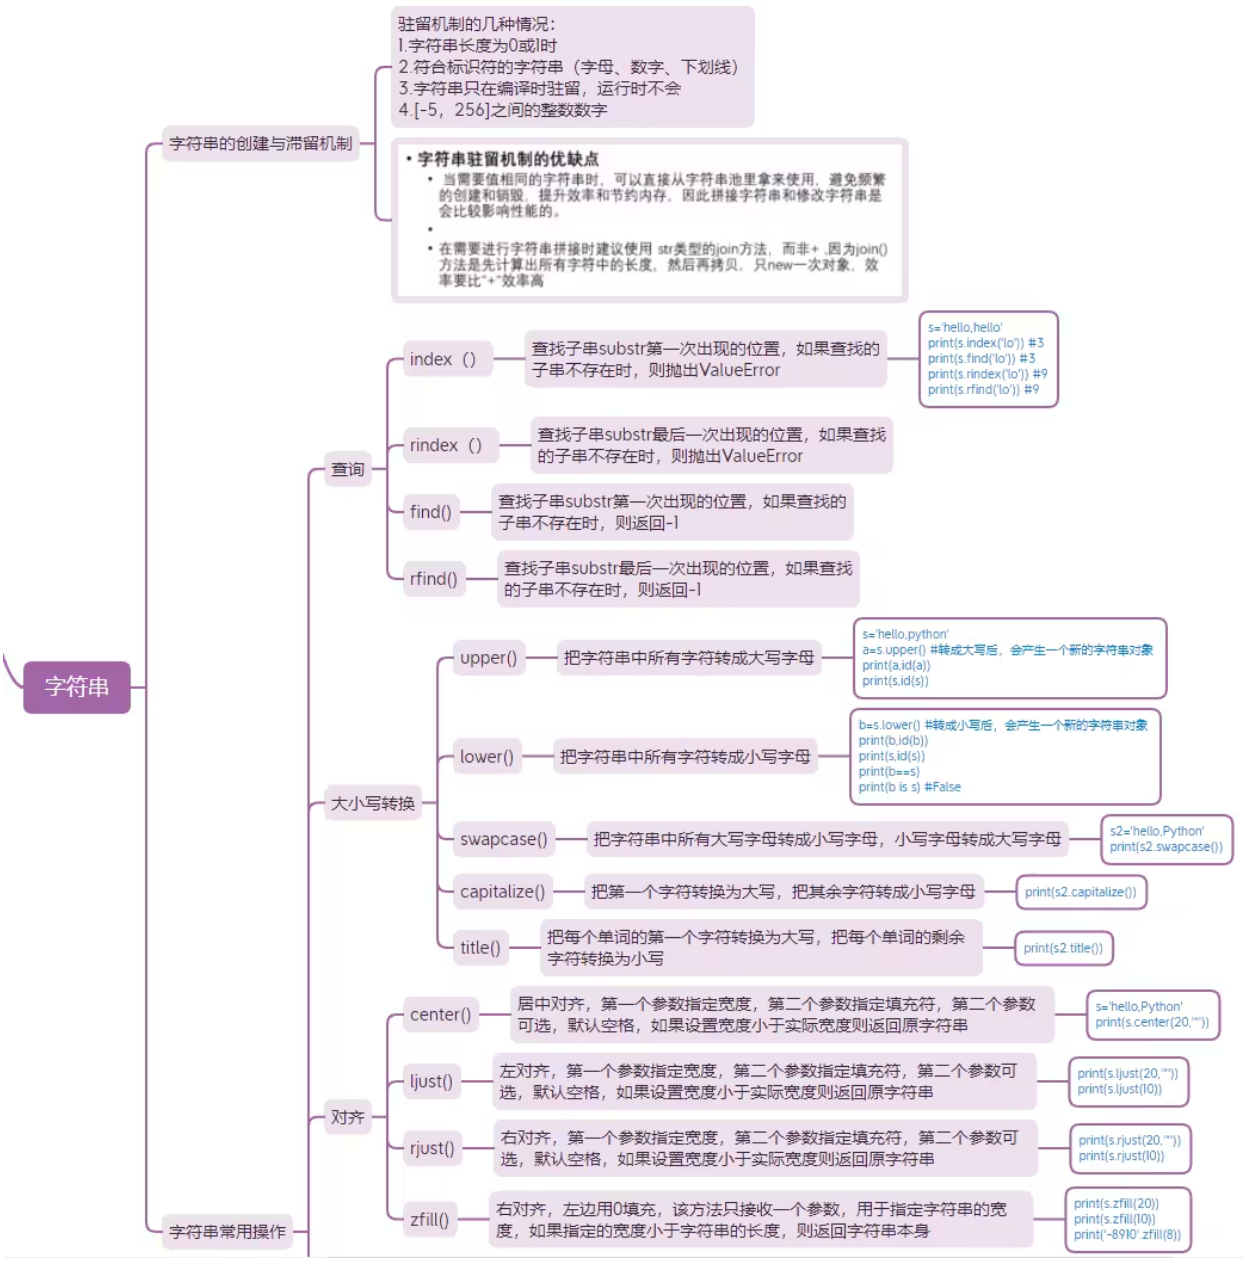 驻留机制的几种情况：
1.字符串长度为0或1时
2.符合标识符的字符串（字母、数字、下划线）
3.字符串只在编译时驻留，运行时不会
4.[-5，256]之间的整数数字
字符串的创建与滞留机制
• 字符串驻留机制的优缺点
• 当需要值相同的字符串时，可以直接从字符串池里拿来使用，避免频繁
的创建和销毁，提升效率和节约内存，因此拼接字符串和修改字符串是
会比较影响性能的。
•
• 在需要进行字符串拼接时建议使用 str类型的join方法，而非+ ,因为join()
方法是先计算出所有字符中的长度，然后再拷贝，只new一次对象，效
率要比"+"效率高
字符串
字符串常用操作
查询
index（）
查找子串substr第一次出现的位置，如果查找的
子串不存在时，则抛出ValueError
s='hello,hello'
print(s.index('lo')) #3
print(s.find('lo')) #3
print(s.rindex('lo')) #9
print(s.rfind('lo')) #9
rindex（）
查找子串substr最后一次出现的位置，如果查找
的子串不存在时，则抛出ValueError
find()
查找子串substr第一次出现的位置，如果查找的
子串不存在时，则返回-1
rfind()
查找子串substr最后一次出现的位置，如果查找
的子串不存在时，则返回-1
大小写转换
upper()
把字符串中所有字符转成大写字母
s='hello,python'
a=s.upper() #转成大写后，会产生一个新的字符串对象
print(a,id(a))
print(s,id(s))
lower()
把字符串中所有字符转成小写字母
b=s.lower() #转成小写后，会产生一个新的字符串对象
print(b,id(b))
print(s,id(s))
print(b==s)
print(b is s) #False
swapcase()
把字符串中所有大写字母转成小写字母，小写字母转成大写字母
s2='hello,Python'
print(s2.swapcase())
capitalize()
把第一个字符转换为大写，把其余字符转成小写字母
print(s2.capitalize())
title()
把每个单词的第一个字符转换为大写，把每个单词的剩余
字符转换为小写
print(s2.title())
对齐
center()
居中对齐，第一个参数指定宽度，第二个参数指定填充符，第二个参数
可选，默认空格，如果设置宽度小于实际宽度则返回原字符串
s='hello,Python'
print(s.center(20,'*'))
ljust()
左对齐，第一个参数指定宽度，第二个参数指定填充符，第二个参数可
选，默认空格，如果设置宽度小于实际宽度则返回原字符串
print(s.ljust(20,'*'))
print(s.ljust(10))
rjust()
右对齐，第一个参数指定宽度，第二个参数指定填充符，第二个参数可
选，默认空格，如果设置宽度小于实际宽度则返回原字符串
print(s.rjust(20,'*'))
print(s.rjust(10))
zfill()
右对齐，左边用0填充，该方法只接收一个参数，用于指定字符串的宽
度，如果指定的宽度小于字符串的长度，则返回字符串本身
print(s.zfill(20))
print(s.zfill(10))
print('-8910'.zfill(8))